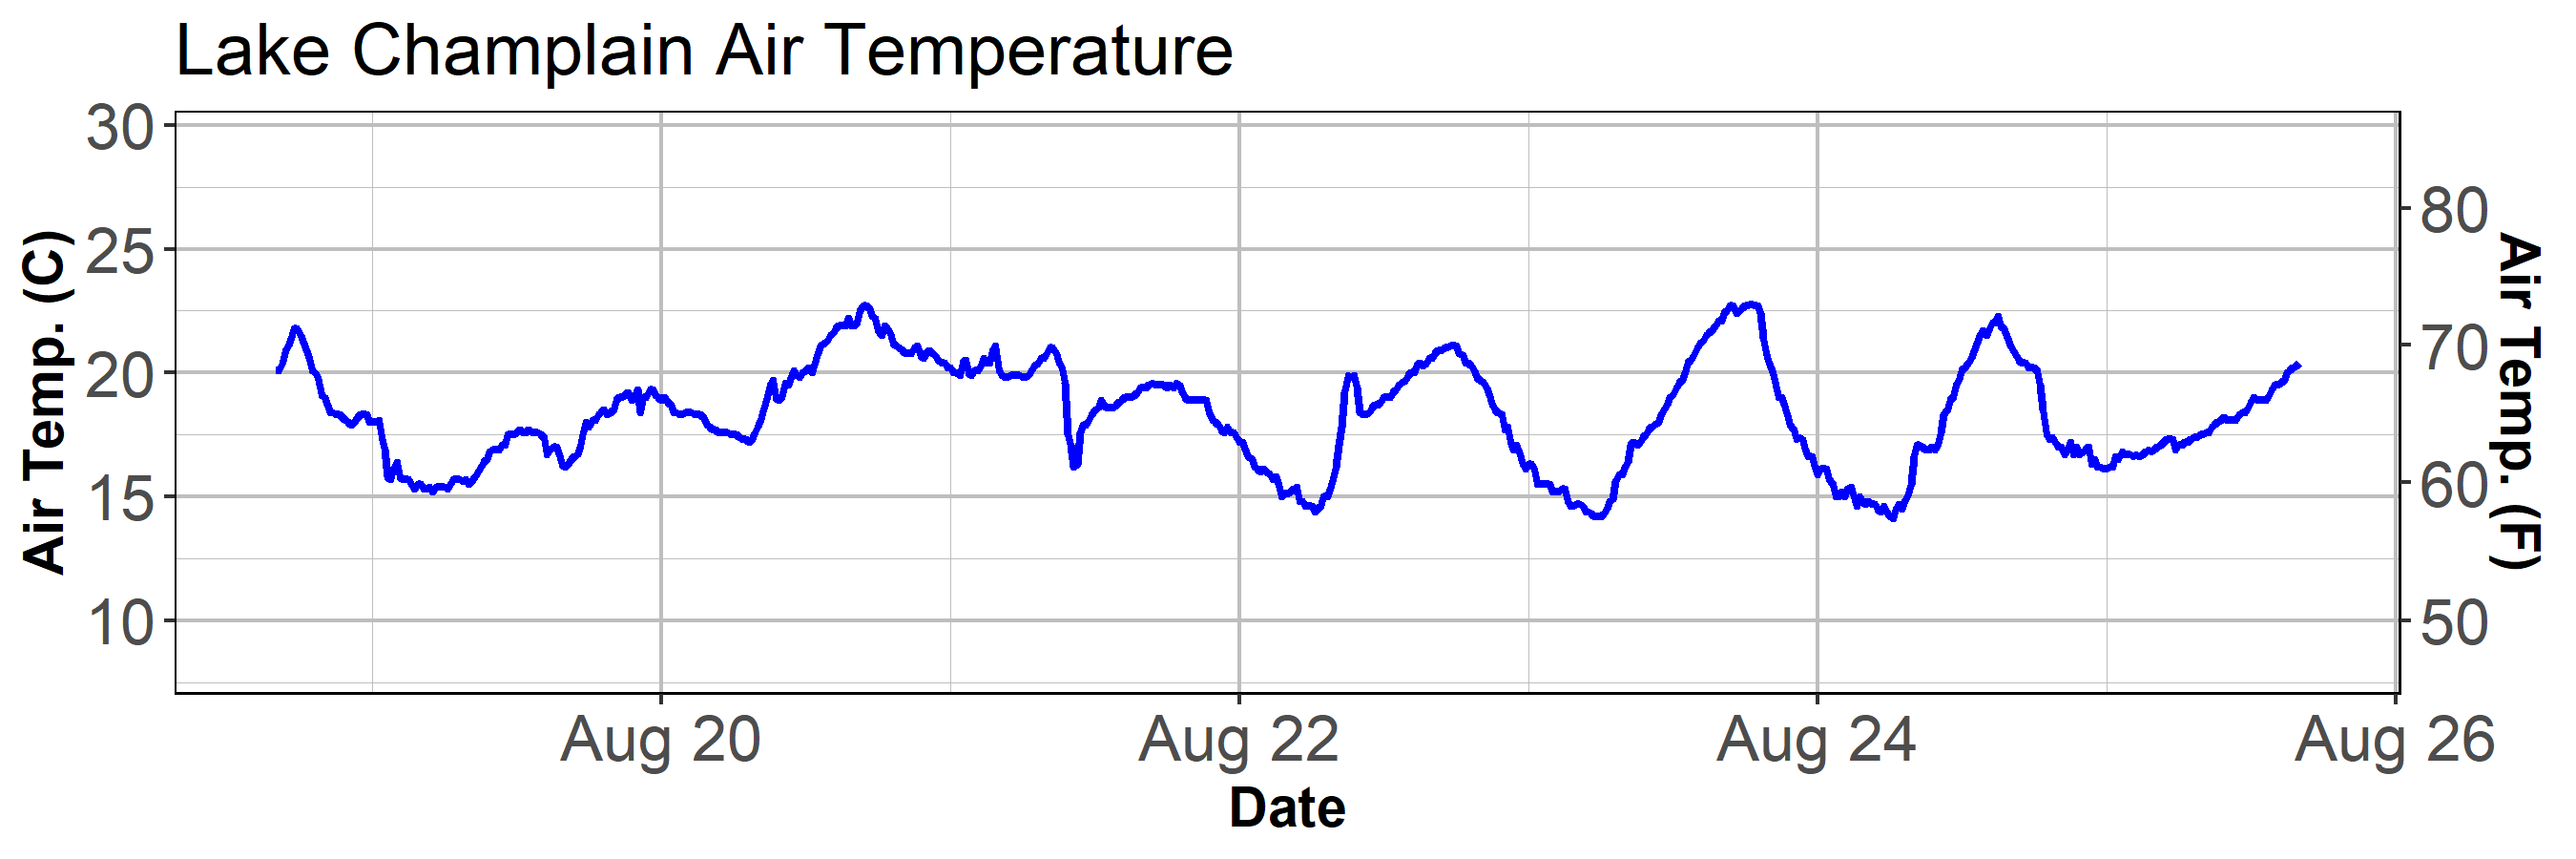 Lake Champlain Air Temperature
30
25
20
15
10
Air Temp. (C)
80
70
60
50
Air Temp. (F)
Aug 20
Aug 22
Aug 24
Aug 26
Date